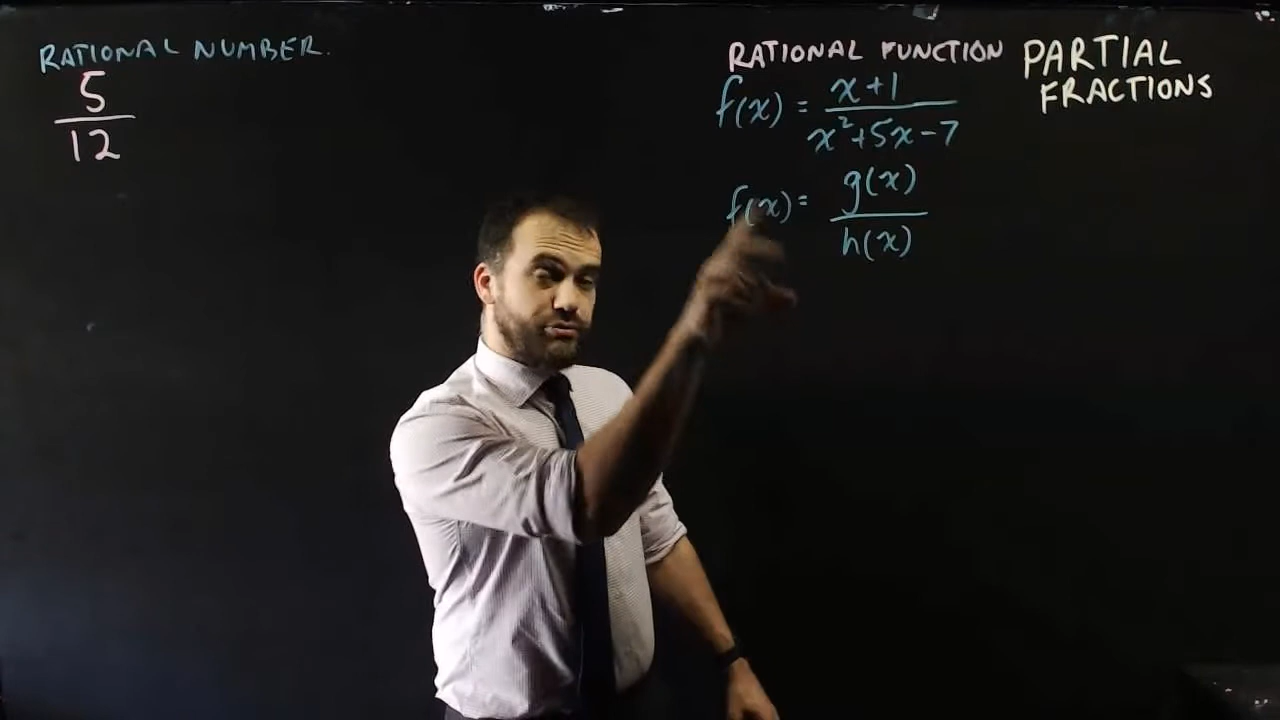 RATIONAL NUMBER.
5
12
RATIONAL FUNCTION
f(x) = x+1
x²+5x-7
f(x) = g(x)
h(x)
PARTIAL
FRACTIONS